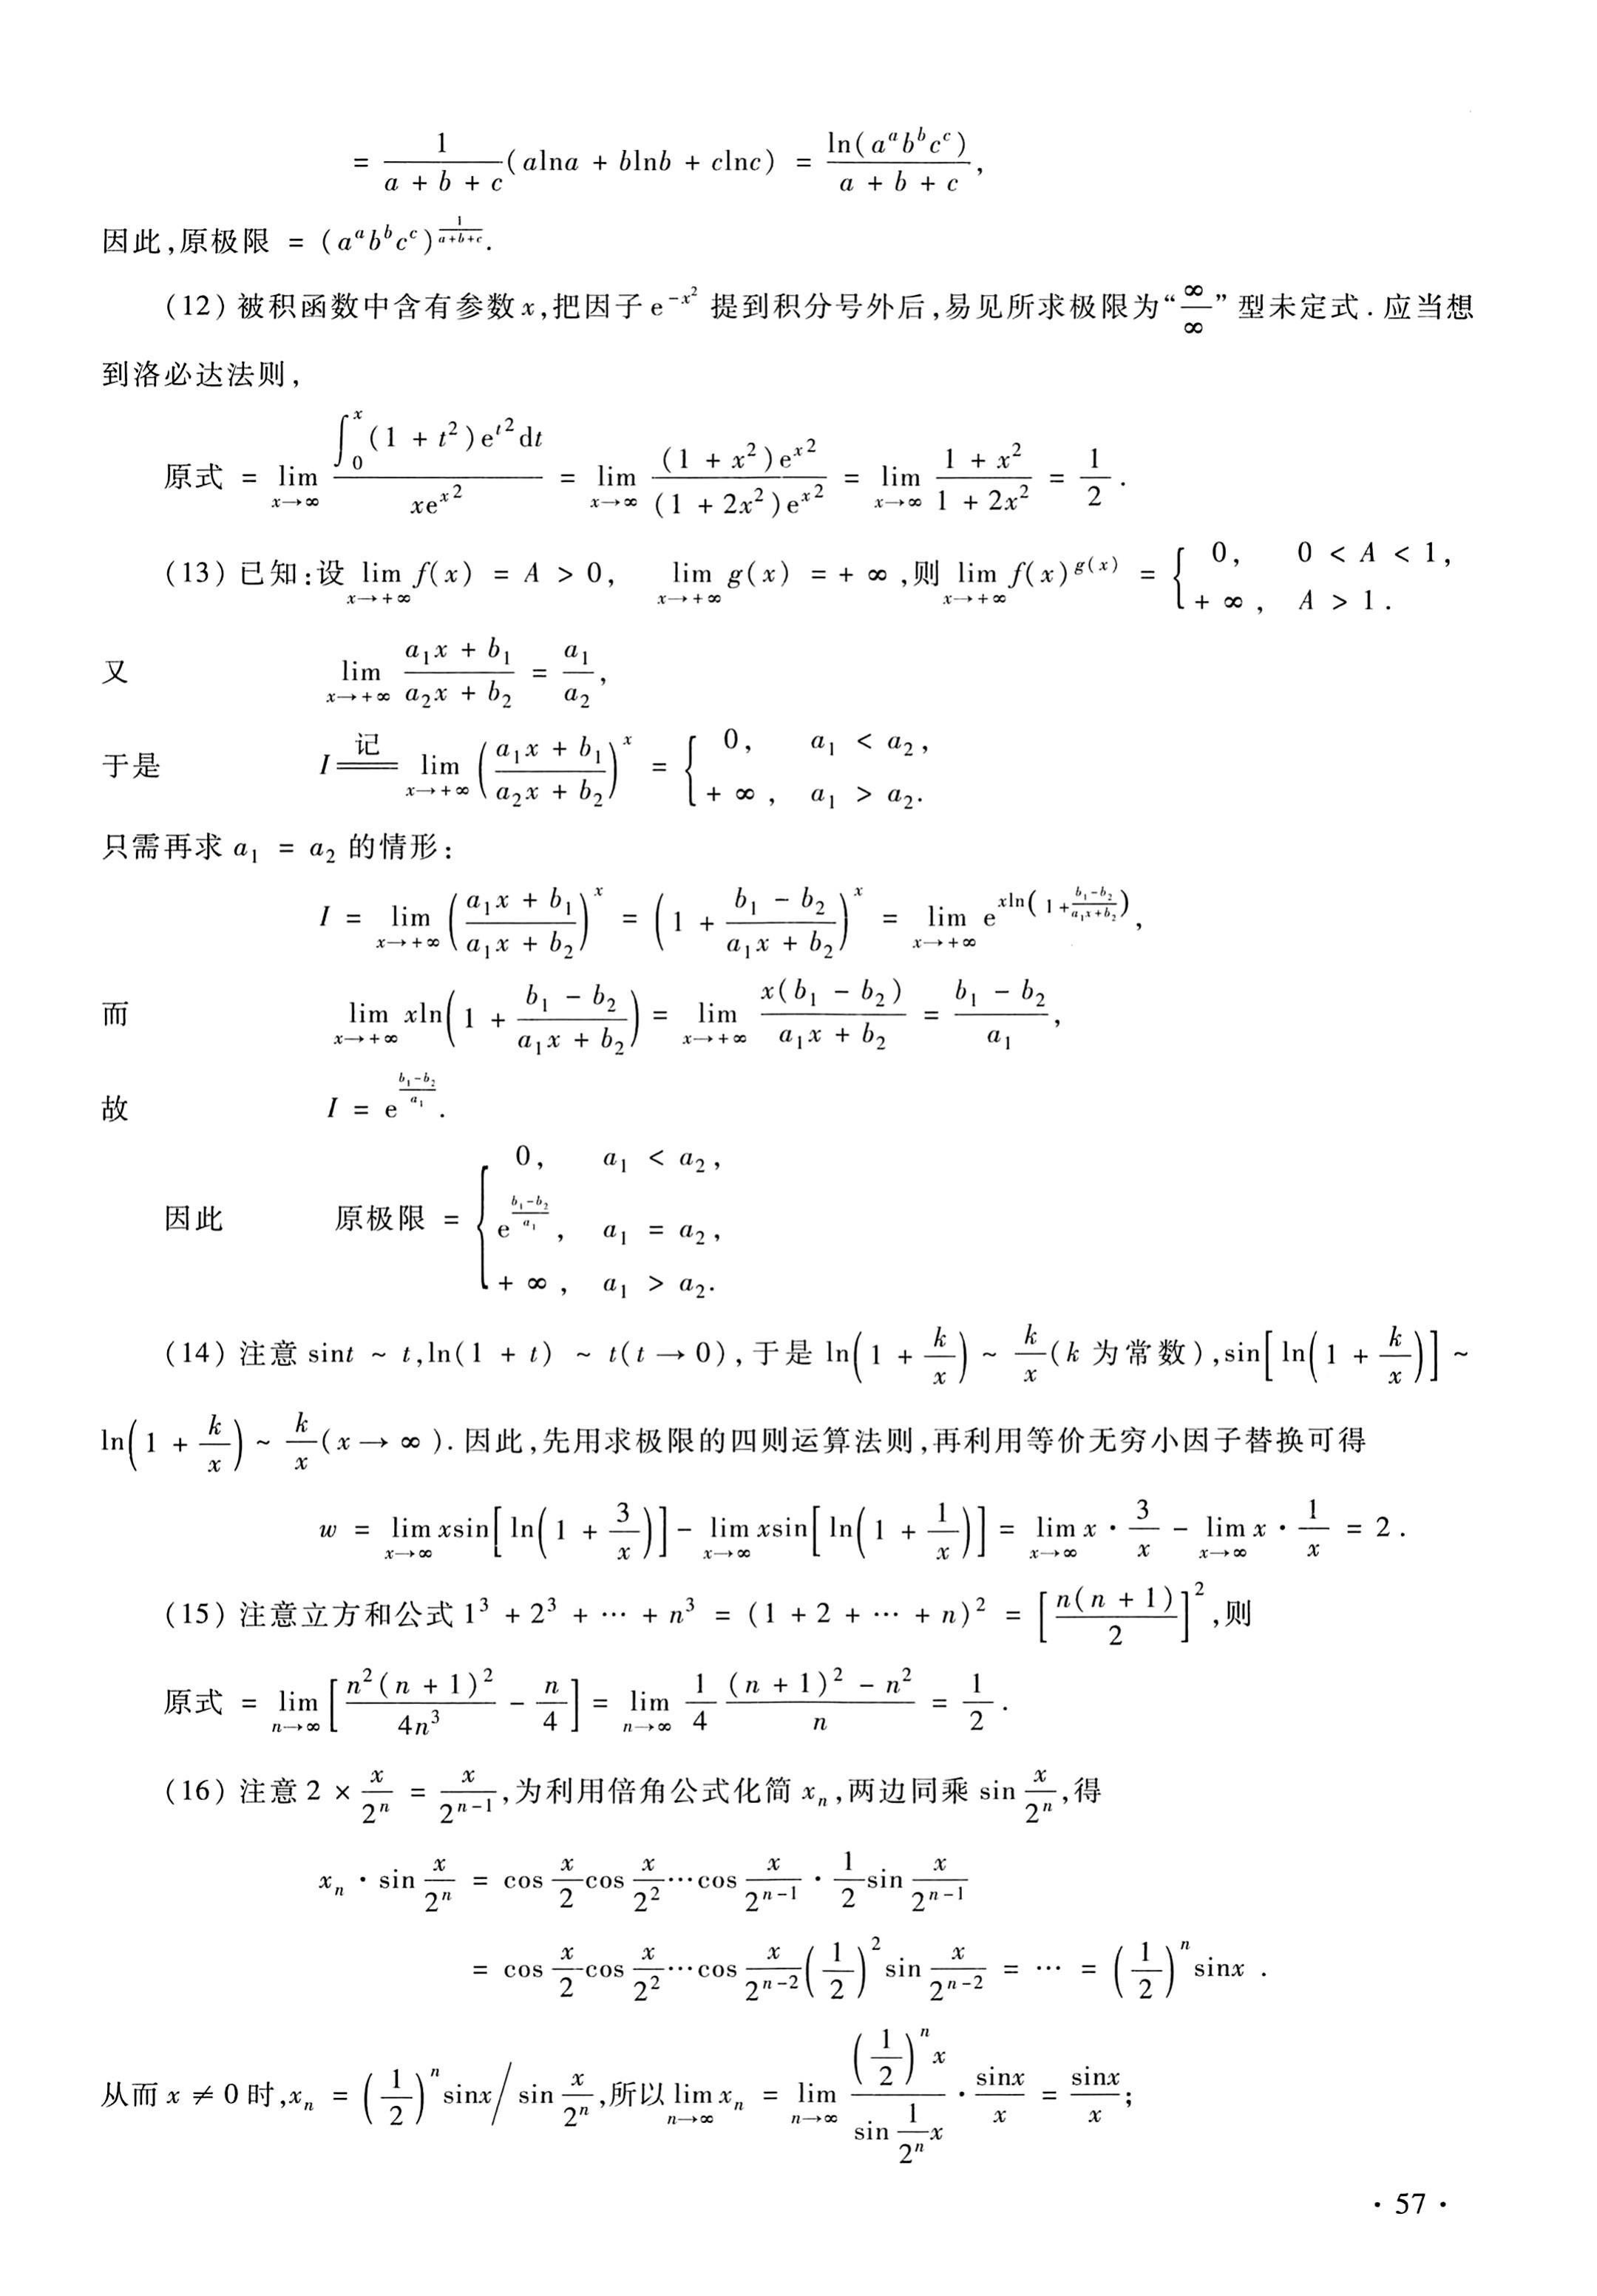 $= \frac{1}{a+b+c}(a\ln a + b\ln b + c\ln c) = \frac{\ln(a^a b^b c^c)}{a+b+c},$
因此,原极限 $= (a^a b^b c^c)^{\frac{1}{a+b+c}}.$
(12) 被积函数中含有参数 $x$,把因子 $e^{-x^2}$ 提到积分号外后,易见所求极限为“$\frac{\infty}{\infty}$”型未定式.应当想
到洛必达法则,
原式 $= \lim_{x\to\infty} \frac{\int_0^x (1+t^2)e^{t^2}dt}{xe^{x^2}} = \lim_{x\to\infty} \frac{(1+x^2)e^{x^2}}{(1+2x^2)e^{x^2}} = \lim_{x\to\infty} \frac{1+x^2}{1+2x^2} = \frac{1}{2}.$
(13) 已知:设 $\lim_{x\to+\infty} f(x) = A > 0, \lim_{x\to+\infty} g(x) = +\infty$,则 $\lim_{x\to+\infty} f(x)^{g(x)} = \begin{cases} 0, & 0 < A < 1, \\ +\infty, & A > 1. \end{cases}$
又 $\lim_{x\to+\infty} \frac{a_1x+b_1}{a_2x+b_2} = \frac{a_1}{a_2},$
于是 $I \overset{记}{=\!=} \lim_{x\to+\infty} \left(\frac{a_1x+b_1}{a_2x+b_2}\right)^x = \begin{cases} 0, & a_1 < a_2, \\ +\infty, & a_1 > a_2. \end{cases}$
只需再求 $a_1 = a_2$ 的情形:
$I = \lim_{x\to+\infty} \left(\frac{a_1x+b_1}{a_1x+b_2}\right)^x = \left(1+\frac{b_1-b_2}{a_1x+b_2}\right)^x = \lim_{x\to+\infty} e^{x\ln\left(1+\frac{b_1-b_2}{a_1x+b_2}\right)},$
而 $\lim_{x\to+\infty} x\ln\left(1+\frac{b_1-b_2}{a_1x+b_2}\right) = \lim_{x\to+\infty} \frac{x(b_1-b_2)}{a_1x+b_2} = \frac{b_1-b_2}{a_1},$
故 $I = e^{\frac{b_1-b_2}{a_1}}.$
因此 原极限 $= \begin{cases} 0, & a_1 < a_2, \\ e^{\frac{b_1-b_2}{a_1}}, & a_1 = a_2, \\ +\infty, & a_1 > a_2. \end{cases}$
(14) 注意 $\sin t \sim t, \ln(1+t) \sim t(t\to 0)$,于是 $\ln\left(1+\frac{k}{x}\right) \sim \frac{k}{x}$($k$ 为常数),$\sin\left[\ln\left(1+\frac{k}{x}\right)\right] \sim$
$\ln\left(1+\frac{k}{x}\right) \sim \frac{k}{x}(x\to\infty)$.因此,先用求极限的四则运算法则,再利用等价无穷小因子替换可得
$w = \lim_{x\to\infty} x\sin\left[\ln\left(1+\frac{3}{x}\right)\right] - \lim_{x\to\infty} x\sin\left[\ln\left(1+\frac{1}{x}\right)\right] = \lim_{x\to\infty} x\cdot\frac{3}{x} - \lim_{x\to\infty} x\cdot\frac{1}{x} = 2.$
(15) 注意立方和公式 $1^3+2^3+\cdots+n^3 = (1+2+\cdots+n)^2 = \left[\frac{n(n+1)}{2}\right]^2$,则
原式 $= \lim_{n\to\infty} \left[\frac{n^2(n+1)^2}{4n^3} - \frac{n}{4}\right] = \lim_{n\to\infty} \frac{1}{4}\frac{(n+1)^2-n^2}{n} = \frac{1}{2}.$
(16) 注意 $2\times\frac{x}{2^n} = \frac{x}{2^{n-1}}$,为利用倍角公式化简 $x_n$,两边同乘 $\sin\frac{x}{2^n}$,得
$x_n\cdot\sin\frac{x}{2^n} = \cos\frac{x}{2}\cos\frac{x}{2^2}\cdots\cos\frac{x}{2^{n-1}}\cdot\frac{1}{2}\sin\frac{x}{2^{n-1}}$
$= \cos\frac{x}{2}\cos\frac{x}{2^2}\cdots\cos\frac{x}{2^{n-2}}\left(\frac{1}{2}\right)^2\sin\frac{x}{2^{n-2}} = \cdots = \left(\frac{1}{2}\right)^n\sin x.$
从而 $x\neq 0$ 时,$x_n = \left(\frac{1}{2}\right)^n\sin x\Big/\sin\frac{x}{2^n}$,所以 $\lim_{n\to\infty} x_n = \lim_{n\to\infty} \frac{\left(\frac{1}{2}\right)^n x}{\sin\frac{1}{2^n}x}\cdot\frac{\sin x}{x} = \frac{\sin x}{x};$
· 57 ·